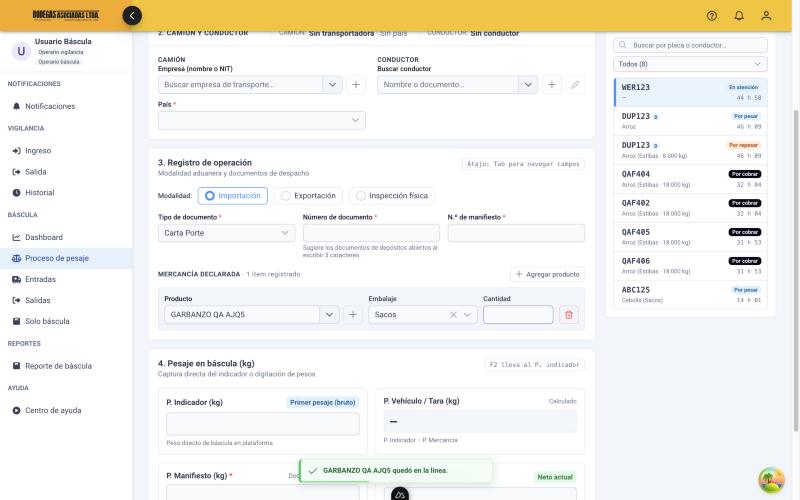 BODEGAS ASOCIADAS LTDA.
U
Usuario Báscula
Operario vigilancia
Operario báscula
NOTIFICACIONES
Notificaciones
VIGILANCIA
Ingreso
Salida
Historial
BÁSCULA
Dashboard
Proceso de pesaje
Entradas
Salidas
Solo báscula
REPORTES
Reporte de báscula
AYUDA
Centro de ayuda
2. CAMIÓN Y CONDUCTOR
CAMIÓN: Sin transportadora · Sin país
CONDUCTOR: Sin conductor
CAMIÓN
Empresa (nombre o NIT)
Buscar empresa de transporte...
País *
CONDUCTOR
Buscar conductor
Nombre o documento...
3. Registro de operación
Modalidad aduanera y documentos de despacho
Atajo: Tab para navegar campos
Modalidad: Importación Exportación Inspección física
Tipo de documento *
Carta Porte
Número de documento *
Sugiere los documentos de depósitos abiertos al
escribir 3 caracteres.
N.º de manifiesto *
MERCANCÍA DECLARADA · 1 ítem registrado
Agregar producto
Producto Embalaje Cantidad
GARBANZO QA AJQ5 Sacos
4. Pesaje en báscula (kg)
Captura directa del indicador o digitación de pesos
F2 lleva al P. indicador
P. Indicador (kg) Primer pesaje (bruto)
Peso directo de báscula en plataforma
P. Vehículo / Tara (kg) Calculado
—
P. Manifiesto (kg) *
Neto actual
GARBANZO QA AJQ5 quedó en la línea.
Buscar por placa o conductor...
Todos (8)
WER123 En atención
— 44 h 58
DUP123 Por pesar
Arroz 46 h 09
DUP123 Por repesar
Arroz (Estibas · 8.000 kg) 46 h 09
QAF404 Por cobrar
Arroz (Estibas · 18.000 kg) 32 h 04
QAF402 Por cobrar
Arroz (Estibas · 18.000 kg) 32 h 04
QAF405 Por cobrar
Arroz (Estibas · 18.000 kg) 31 h 53
QAF406 Por cobrar
Arroz (Estibas · 18.000 kg) 31 h 53
ABC125 Por pesar
Cebolla (Sacos) 14 h 01